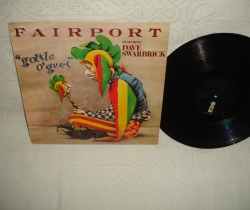 FAIRPORT
FEATURING
DAVE
SWARBRICK
"gottle
o'geer"